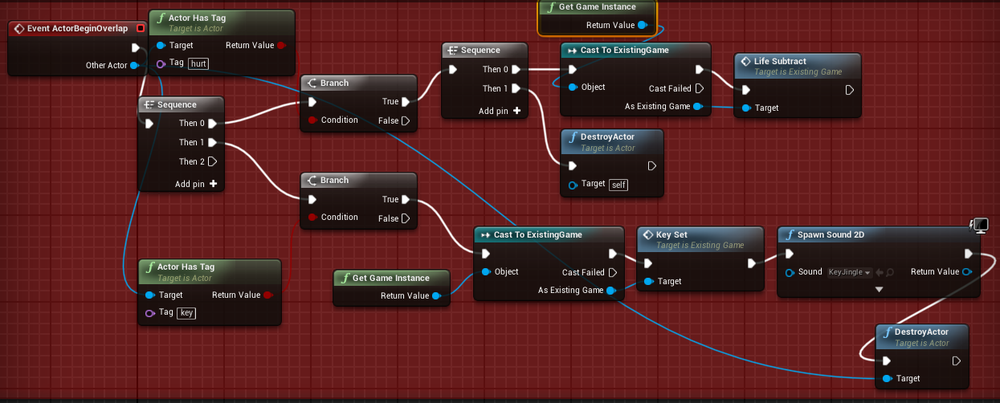 Event ActorBeginOverlap
Other Actor
f Actor Has Tag
Target is Actor
Target
Return Value
Tag hurt
Sequence
Then 0
Then 1
Then 2
Add pin +
Branch
True
Condition
False
Sequence
Then 0
Then 1
Add pin +
f Get Game Instance
Return Value
Cast To ExistingGame
Object
Cast Failed
As Existing Game
Life Subtract
Target is Existing Game
Target
f DestroyActor
Target is Actor
Target self
Branch
True
Condition
False
f Actor Has Tag
Target is Actor
Target
Return Value
Tag key
f Get Game Instance
Return Value
Cast To ExistingGame
Object
Cast Failed
As Existing Game
Key Set
Target is Existing Game
Target
f Spawn Sound 2D
Sound KeyJingle
Return Value
f DestroyActor
Target is Actor
Target